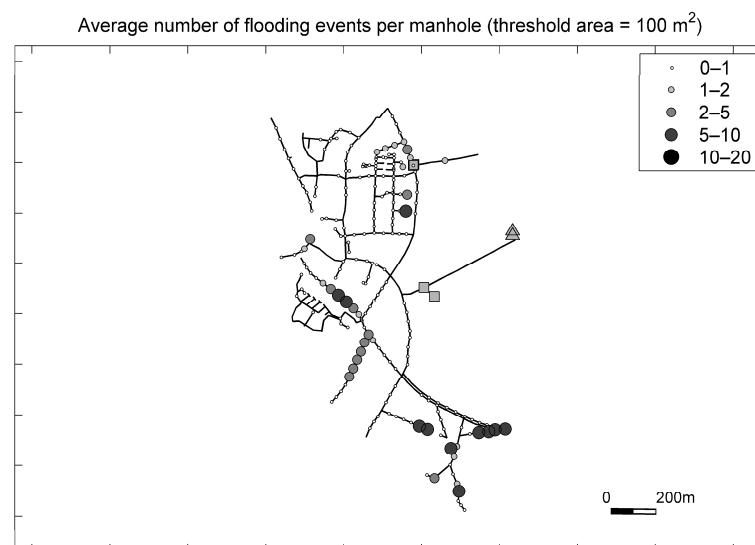 Average number of flooding events per manhole (threshold area = 100 m²)
0–1
1–2
2–5
5–10
10–20
0 200m